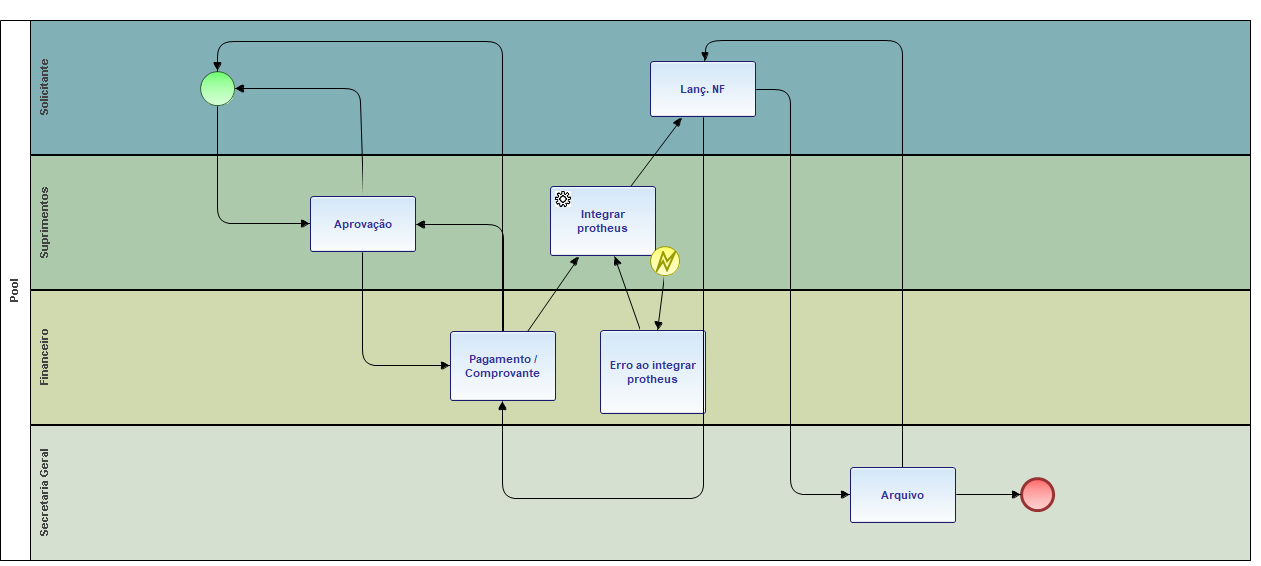 Pool
Solicitante
Lanç. NF
Suprimentos
Aprovação
Integrar
protheus
Financeiro
Pagamento /
Comprovante
Erro ao integrar
protheus
Secretaria Geral
Arquivo